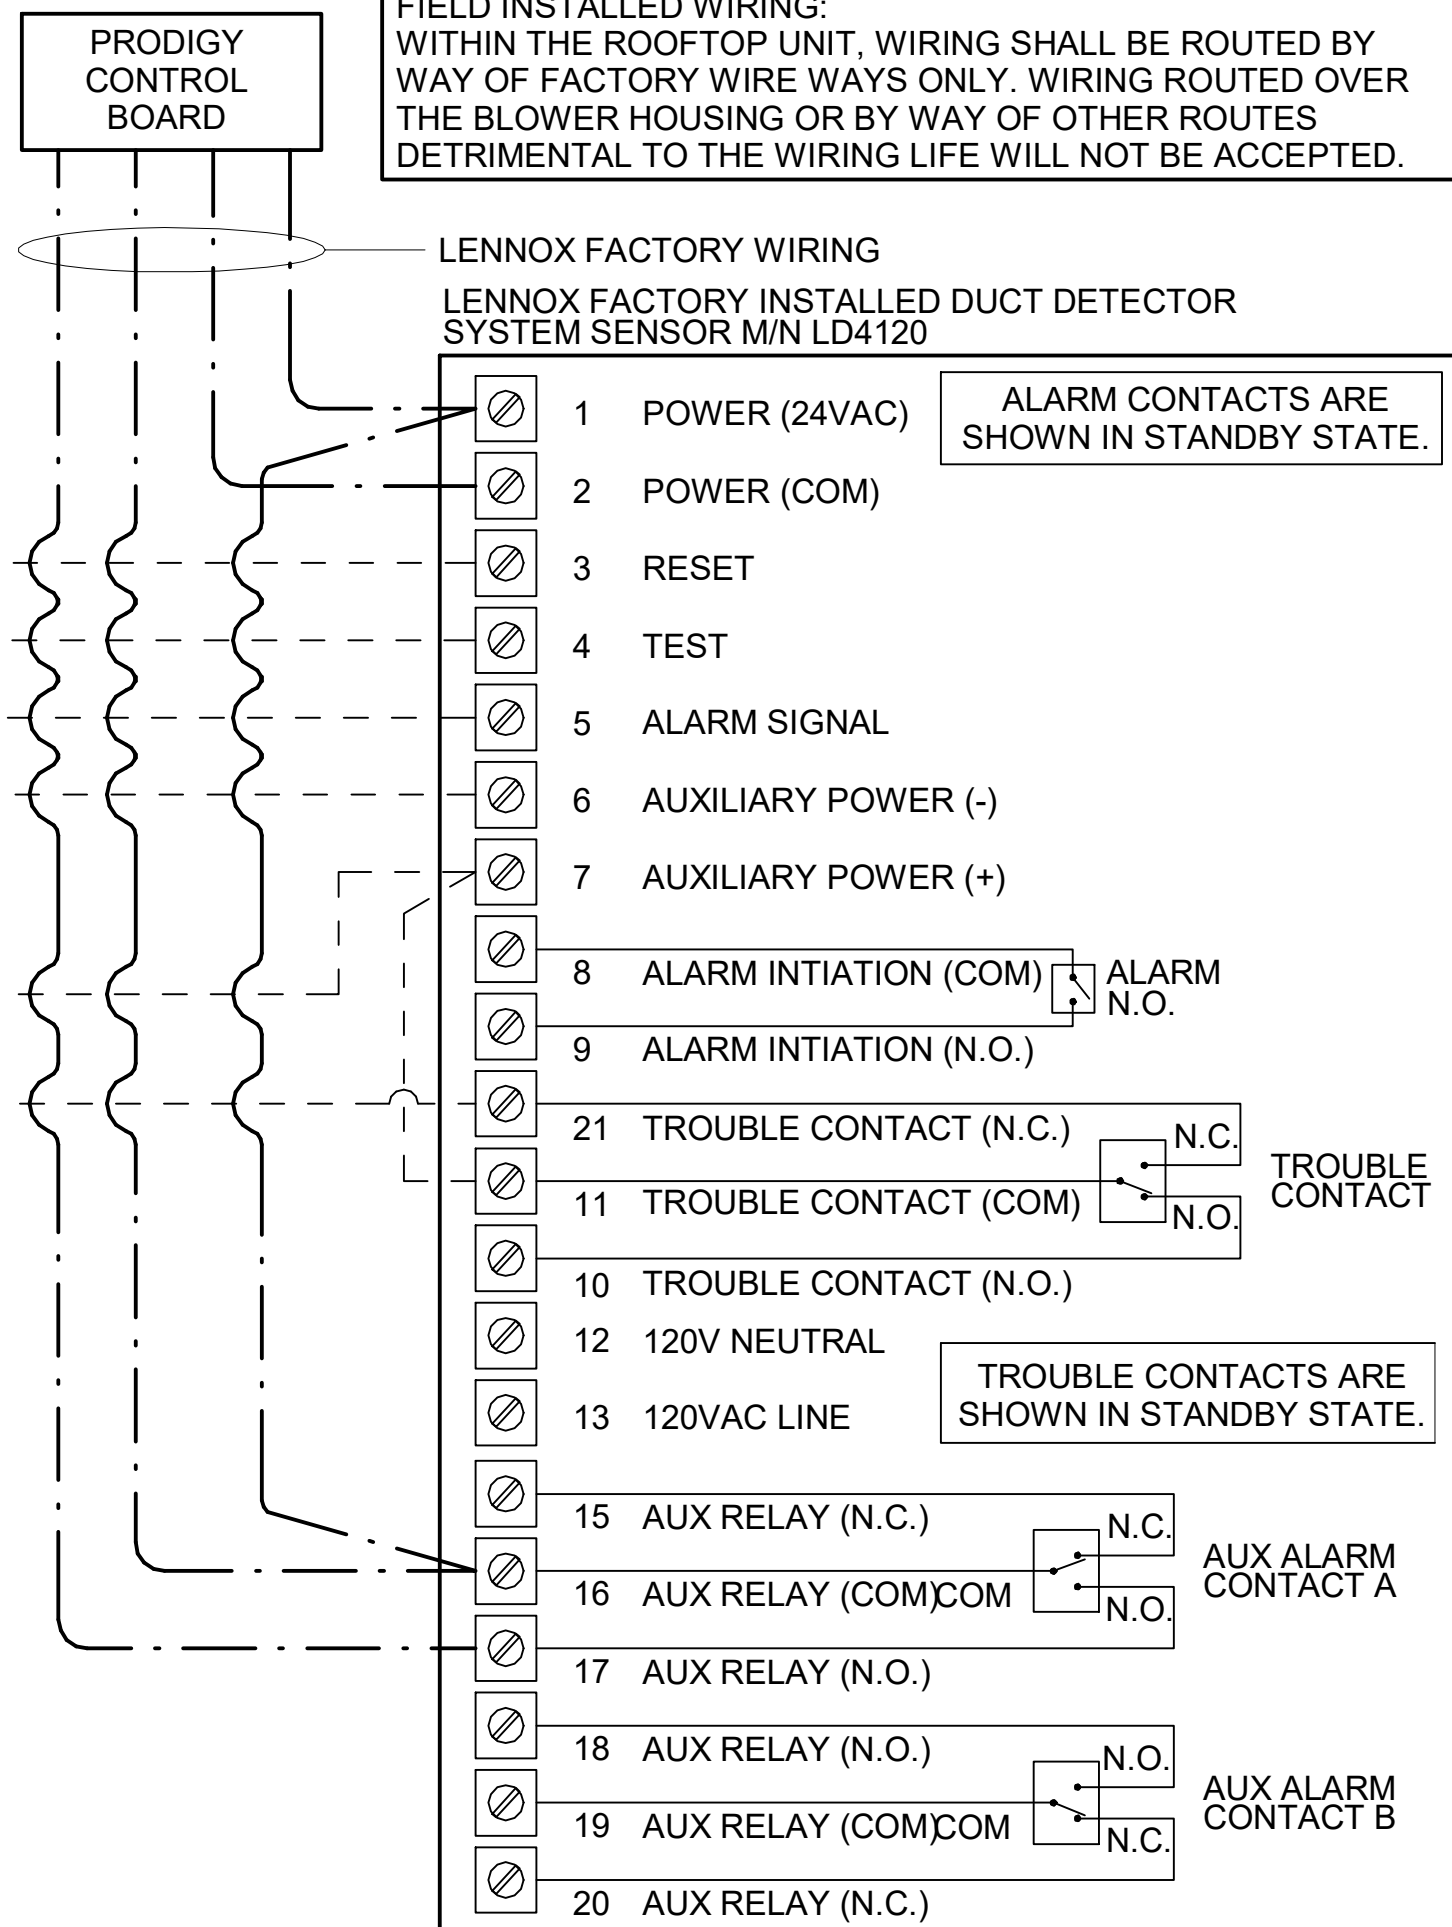 FIELD INSTALLED WIRING:
WITHIN THE ROOFTOP UNIT, WIRING SHALL BE ROUTED BY
WAY OF FACTORY WIRE WAYS ONLY. WIRING ROUTED OVER
THE BLOWER HOUSING OR BY WAY OF OTHER ROUTES
DETRIMENTAL TO THE WIRING LIFE WILL NOT BE ACCEPTED.
PRODIGY
CONTROL
BOARD
LENNOX FACTORY WIRING
LENNOX FACTORY INSTALLED DUCT DETECTOR
SYSTEM SENSOR M/N LD4120
ALARM CONTACTS ARE
SHOWN IN STANDBY STATE.
1 POWER (24VAC)
2 POWER (COM)
3 RESET
4 TEST
5 ALARM SIGNAL
6 AUXILIARY POWER (-)
7 AUXILIARY POWER (+)
8 ALARM INTIATION (COM)
ALARM
N.O.
9 ALARM INTIATION (N.O.)
21 TROUBLE CONTACT (N.C.)
N.C.
TROUBLE
CONTACT
11 TROUBLE CONTACT (COM)
N.O.
10 TROUBLE CONTACT (N.O.)
12 120V NEUTRAL
TROUBLE CONTACTS ARE
SHOWN IN STANDBY STATE.
13 120VAC LINE
15 AUX RELAY (N.C.)
N.C.
AUX ALARM
CONTACT A
16 AUX RELAY (COM) COM
N.O.
17 AUX RELAY (N.O.)
18 AUX RELAY (N.O.)
N.O.
AUX ALARM
CONTACT B
19 AUX RELAY (COM) COM
N.C.
20 AUX RELAY (N.C.)